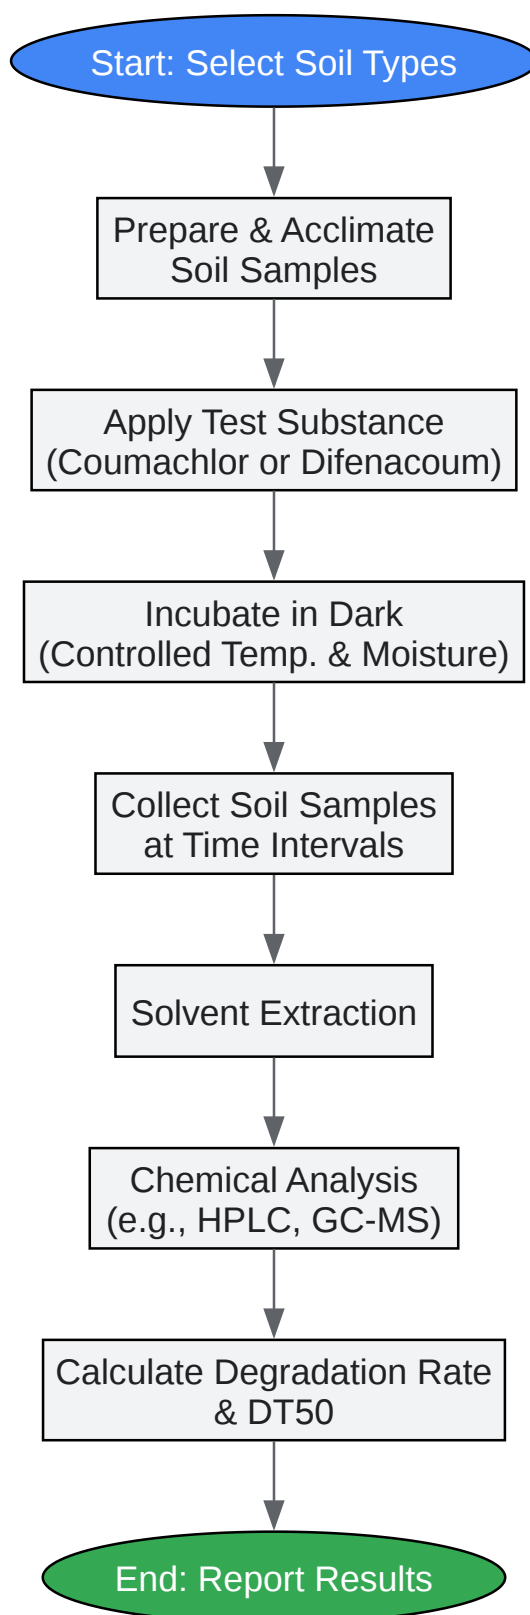 Start: Select Soil Types
Prepare & Acclimate
Soil Samples
Apply Test Substance
(Coumachlor or Difenacoum)
Incubate in Dark
(Controlled Temp. & Moisture)
Collect Soil Samples
at Time Intervals
Solvent Extraction
Chemical Analysis
(e.g., HPLC, GC-MS)
Calculate Degradation Rate
& DT50
End: Report Results